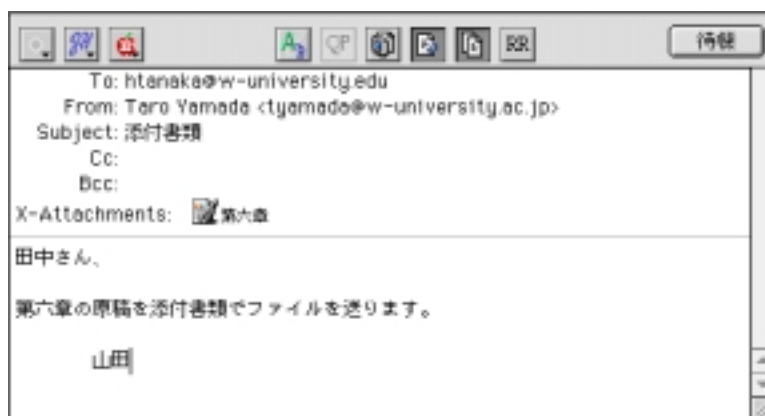 QP RR 待機
To: htanaka@w-university.edu
From: Taro Yamada <tyamada@w-university.ac.jp>
Subject: 添付書類
Cc:
Bcc:
X-Attachments: 第六章
田中さん、
第六章の原稿を添付書類でファイルを送ります。
山田